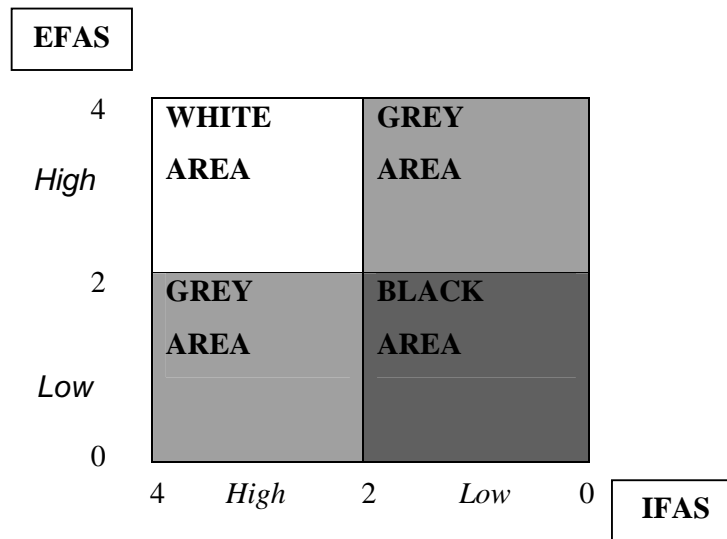 EFAS
4
WHITE GREY
High
AREA AREA
2
GREY BLACK
AREA AREA
Low
0
4 High 2 Low 0
IFAS